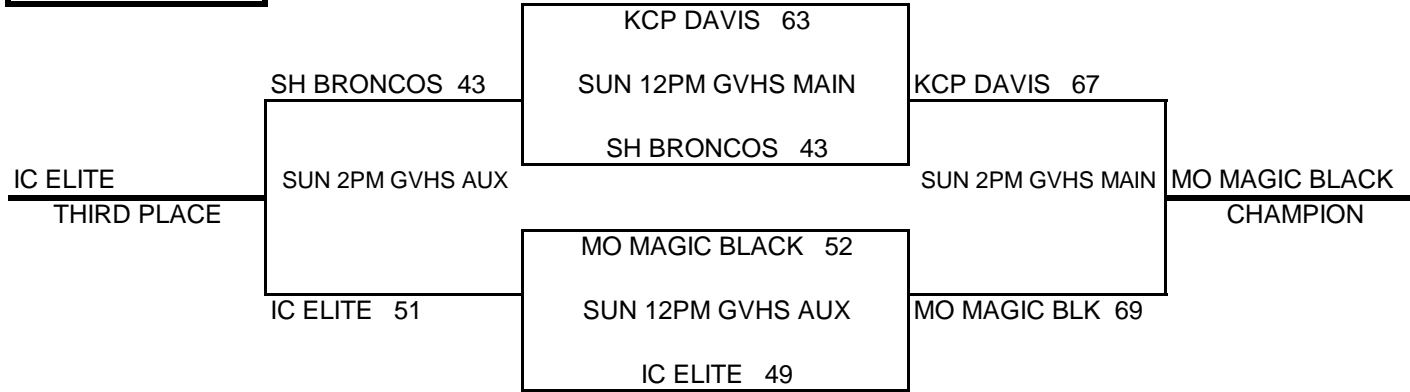 KCP DAVIS 63
SH BRONCOS 43 SUN 12PM GVHS MAIN KCP DAVIS 67
SH BRONCOS 43
IC ELITE SUN 2PM GVHS AUX SUN 2PM GVHS MAIN MO MAGIC BLACK
THIRD PLACE CHAMPION
MO MAGIC BLACK 52
IC ELITE 51 SUN 12PM GVHS AUX MO MAGIC BLK 69
IC ELITE 49